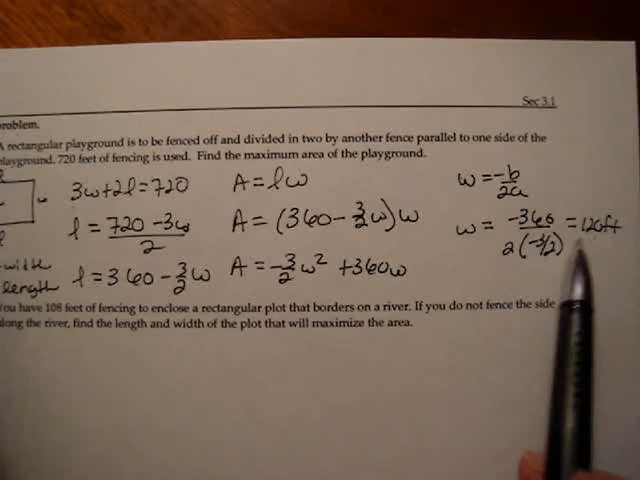 Sec 3.1
problem.
A rectangular playground is to be fenced off and divided in two by another fence parallel to one side of the
playground. 720 feet of fencing is used. Find the maximum area of the playground.
l
w
l
-width
length
3w+2l=720
l = 720-3w/2
l = 360-3/2w
A=lw
A=(360-3/2w)w
A=-3/2w²+360w
w=-b/2a
w=-360/2(-3/2)=120ft
You have 108 feet of fencing to enclose a rectangular plot that borders on a river. If you do not fence the side
along the river, find the length and width of the plot that will maximize the area.